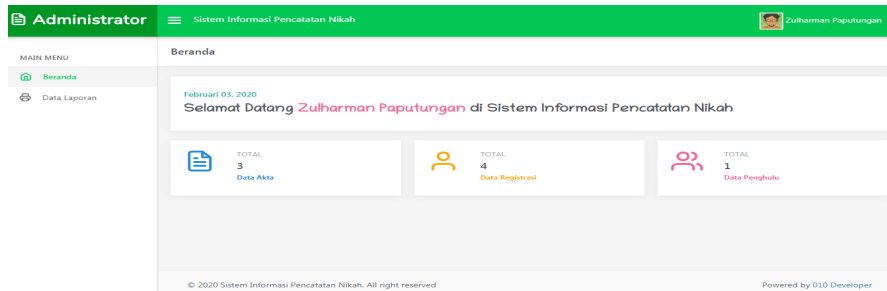 Administrator
Sistem Informasi Pencatatan Nikah
Zulharman Paputungan
MAIN MENU
Beranda
Data Laporan
Beranda
Februari 03, 2020
Selamat Datang Zulharman Paputungan di Sistem Informasi Pencatatan Nikah
TOTAL
3
Data Akta
TOTAL
4
Data Registrasi
TOTAL
1
Data Penghulu
© 2020 Sistem Informasi Pencatatan Nikah. All right reserved
Powered by 010 Developer